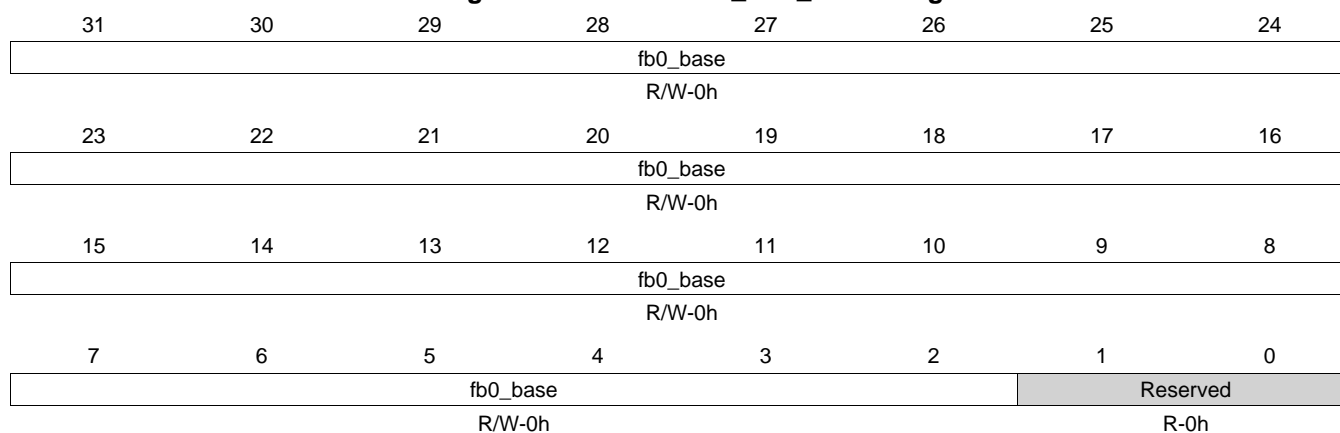 31 30 29 28 27 26 25 24
fb0_base
R/W-0h
23 22 21 20 19 18 17 16
fb0_base
R/W-0h
15 14 13 12 11 10 9 8
fb0_base
R/W-0h
7 6 5 4 3 2 1 0
fb0_base Reserved
R/W-0h R-0h